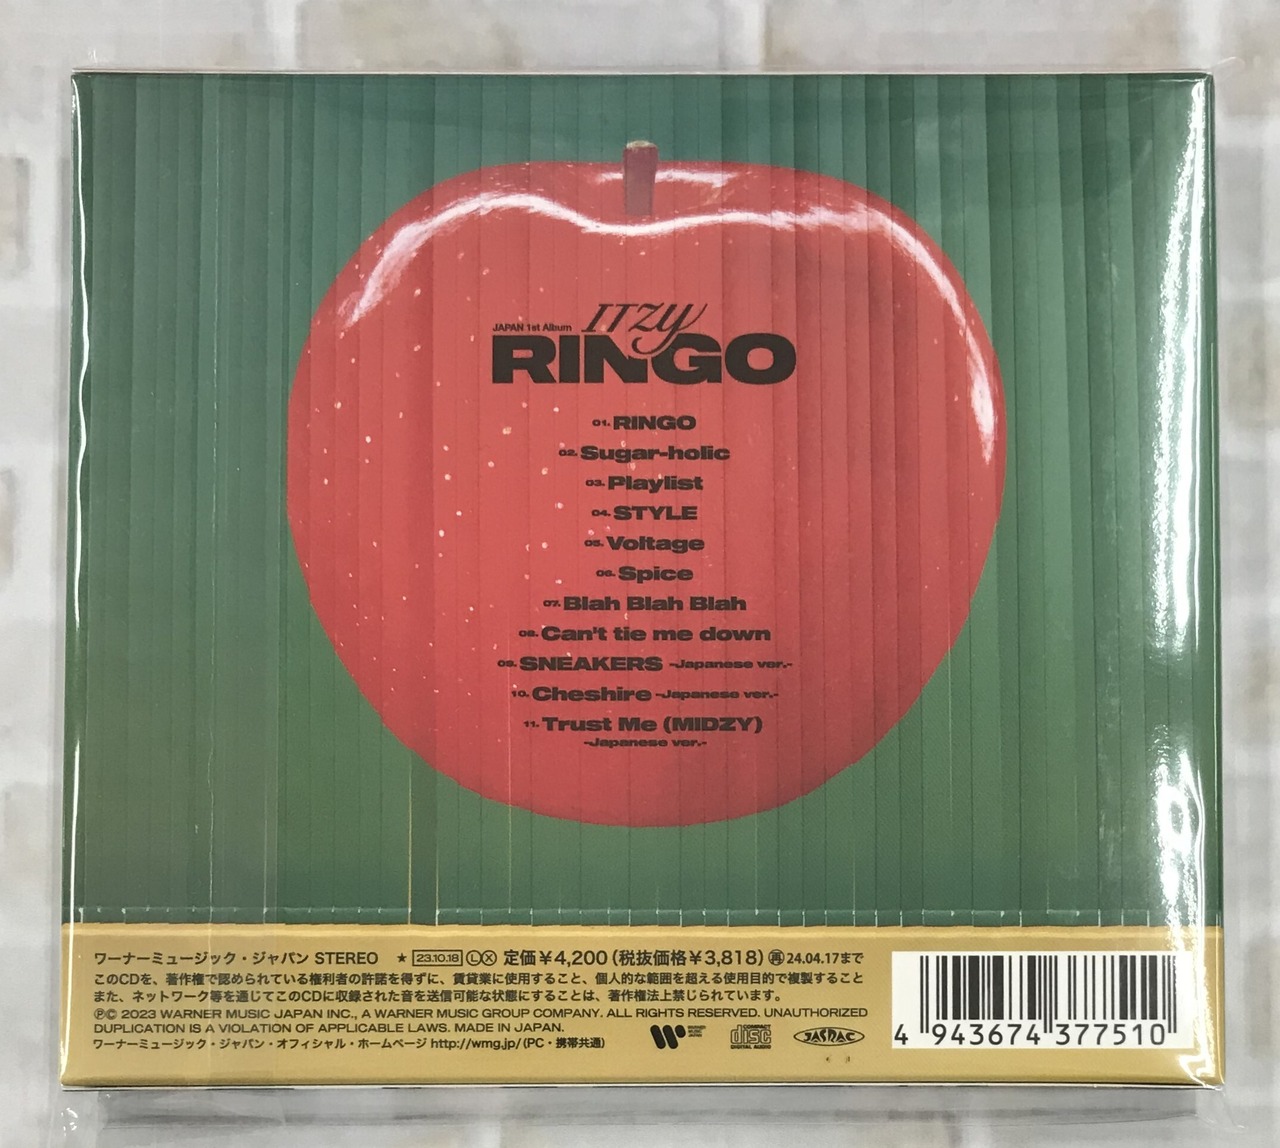 ITZY
JAPAN 1st Album
RINGO
01. RINGO
02. Sugar-holic
03. Playlist
04. STYLE
05. Voltage
06. Spice
07. Blah Blah Blah
08. Can't tie me down
09. SNEAKERS -Japanese ver.-
10. Cheshire -Japanese ver.-
11. Trust Me (MIDZY)
-Japanese ver.-
ワーナーミュージック・ジャパン STEREO ★ 23.10.18 Ⓛ Ⓧ 定価￥4,200(税抜価格￥3,818) ㊢24.04.17まで
このCDを、著作権で認められている権利者の許諾を得ずに、賃貸業に使用すること、個人的な範囲を超える使用目的で複製すること
また、ネットワーク等を通じてこのCDに収録された音を送信可能な状態にすることは、著作権法上禁じられています。
ⓅⒸ 2023 WARNER MUSIC JAPAN INC., A WARNER MUSIC GROUP COMPANY. ALL RIGHTS RESERVED. UNAUTHORIZED
DUPLICATION IS A VIOLATION OF APPLICABLE LAWS. MADE IN JAPAN.
ワーナーミュージック・ジャパン・オフィシャル・ホームページ http://wmg.jp/ (PC・携帯共通)
WARNER MUSIC JAPAN
COMPACT disc DIGITAL AUDIO
JASRAC
4 943674 377510